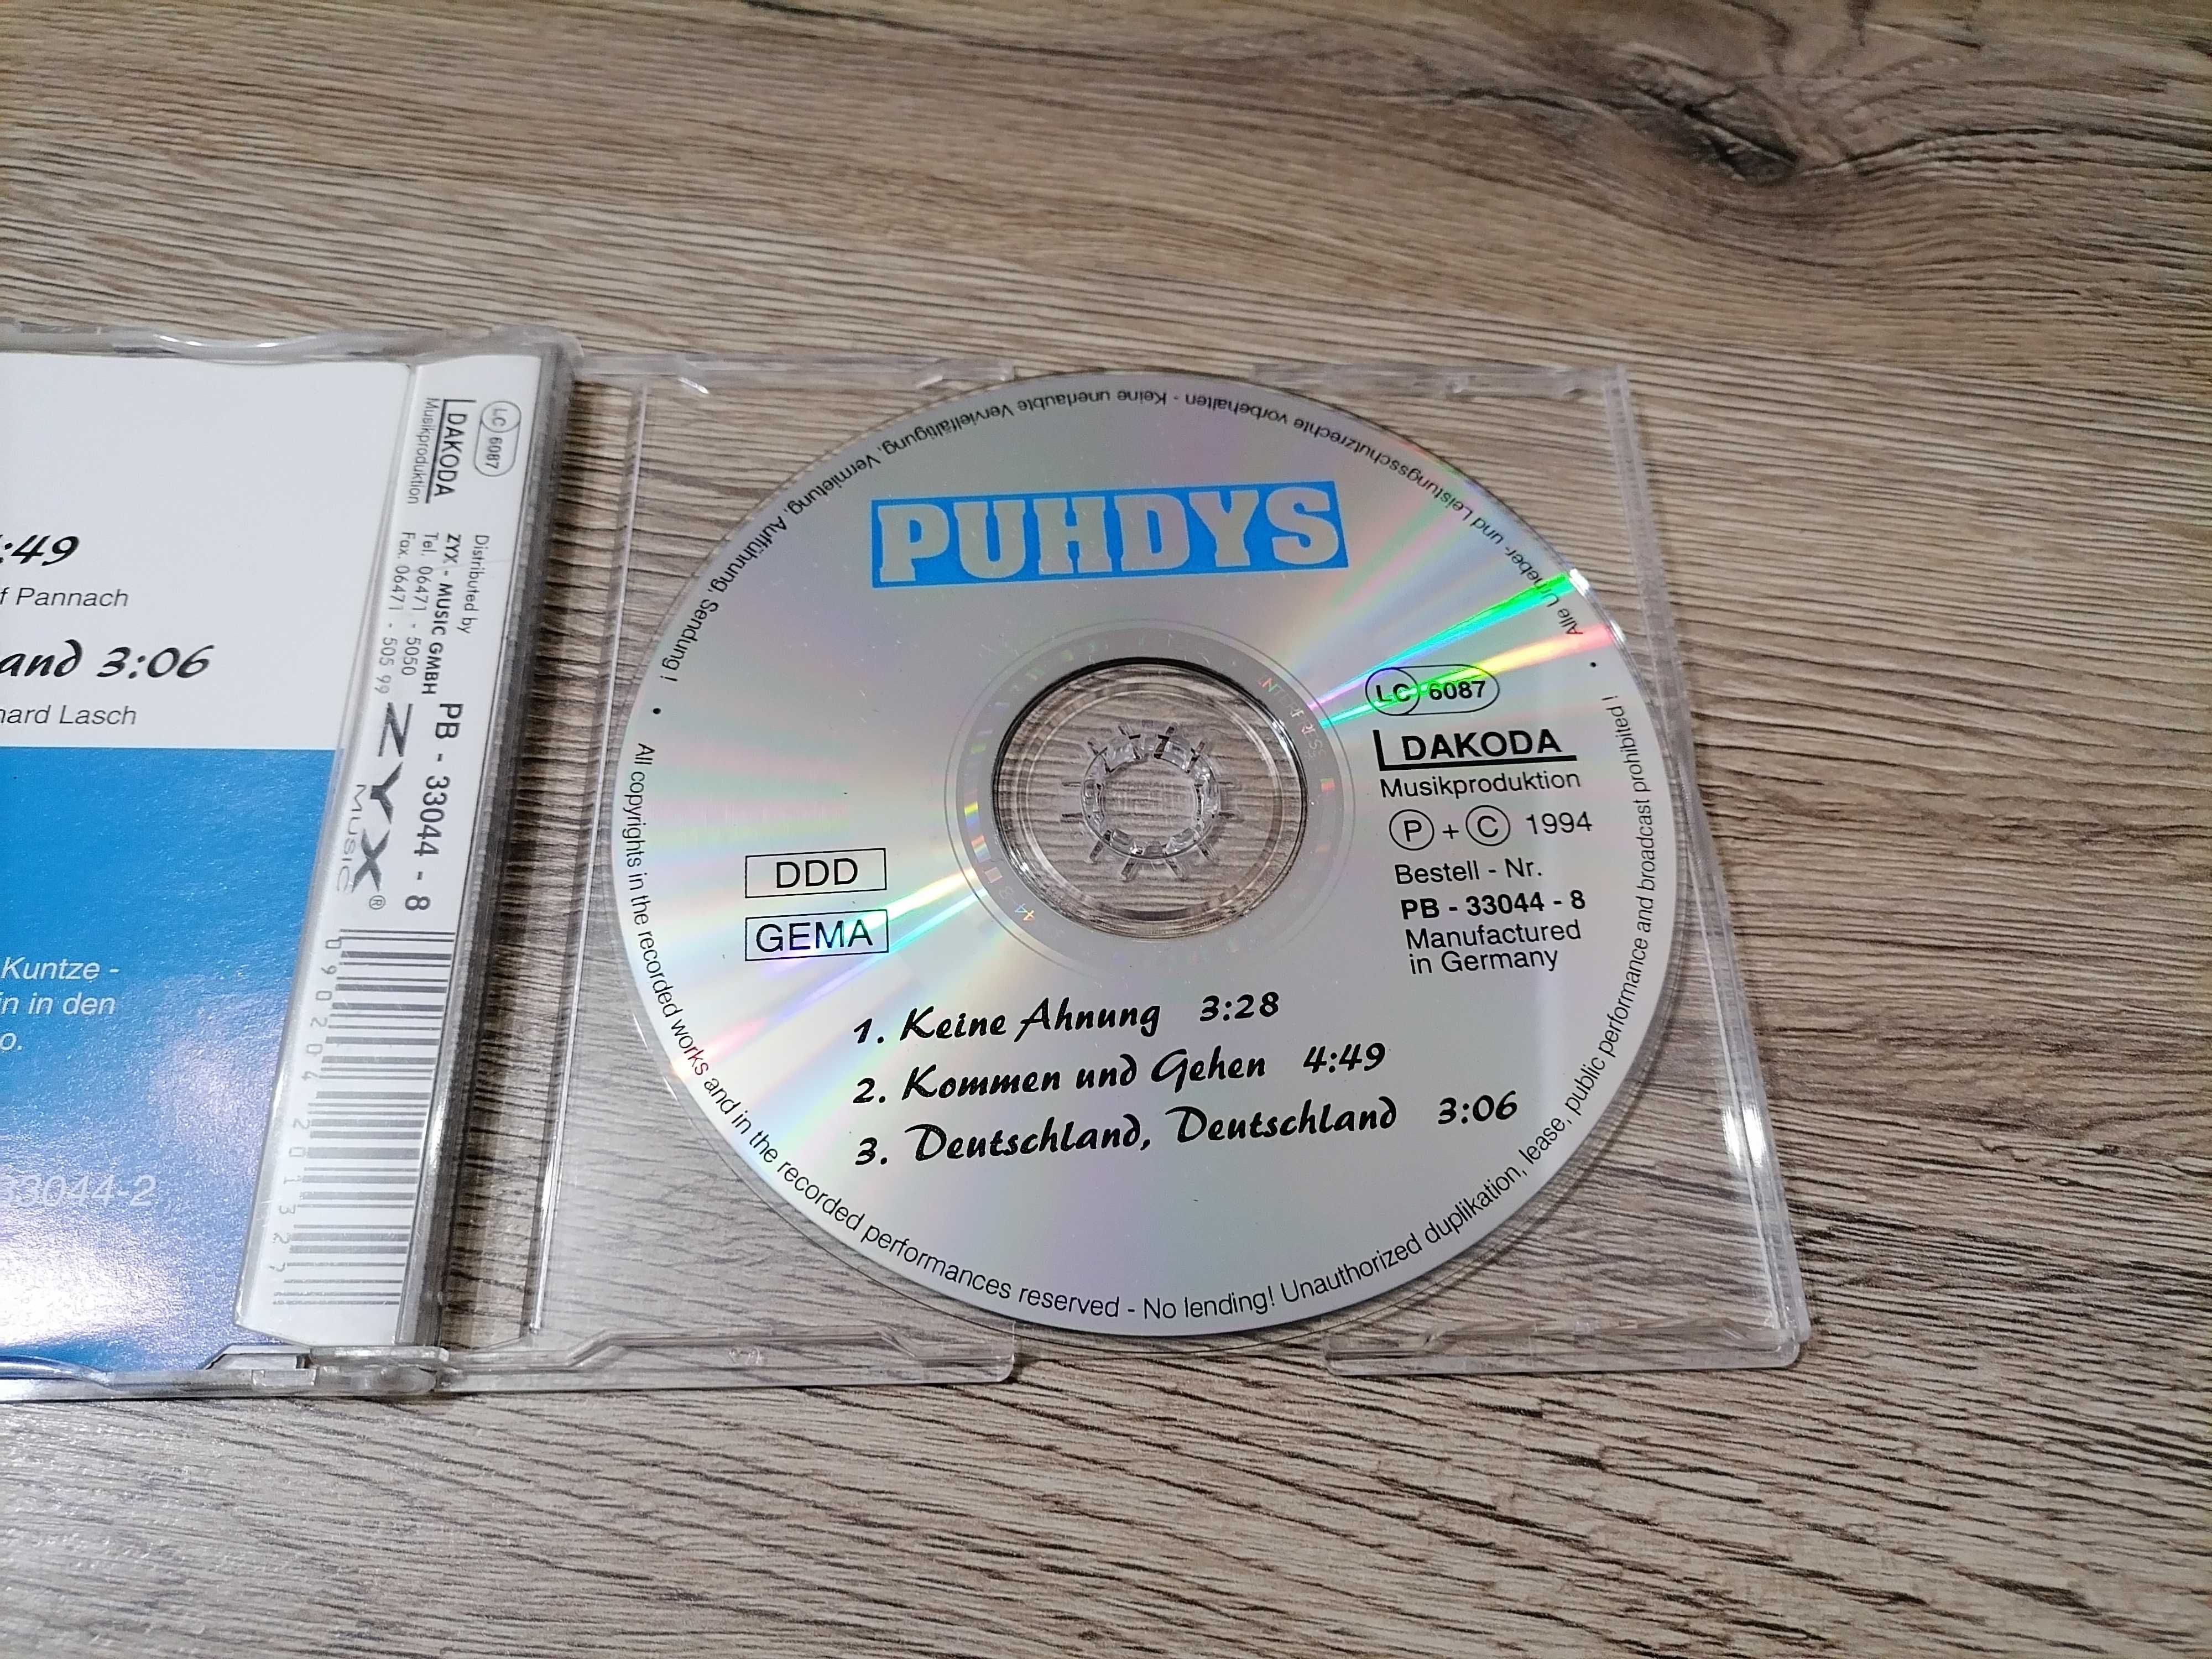 :49
f Pannach
and 3:06
hard Lasch
Kuntze -
in in den
o.
33044-2
LC 6087
DAKODA
Musikproduktion
Distributed by
ZYX - MUSIC GMBH
Tel. 06471 - 5050
Fax. 06471 - 505 99
PB - 33044 - 8
ZYX
MUSIC®
090204201327
PUHDYS
LC 6087
DAKODA
Musikproduktion
P + C 1994
Bestell - Nr.
PB - 33044 - 8
Manufactured
in Germany
DDD
GEMA
1. Keine Ahnung 3:28
2. Kommen und Gehen 4:49
3. Deutschland, Deutschland 3:06
Alle Urheber- und Leistungsschutzrechte vorbehalten - Keine unerlaubte Vervielfältigung, Vermietung, Aufführung, Sendung !
All copyrights in the recorded works and in the recorded performances reserved - No lending! Unauthorized duplikation, lease, public performance and broadcast prohibited !